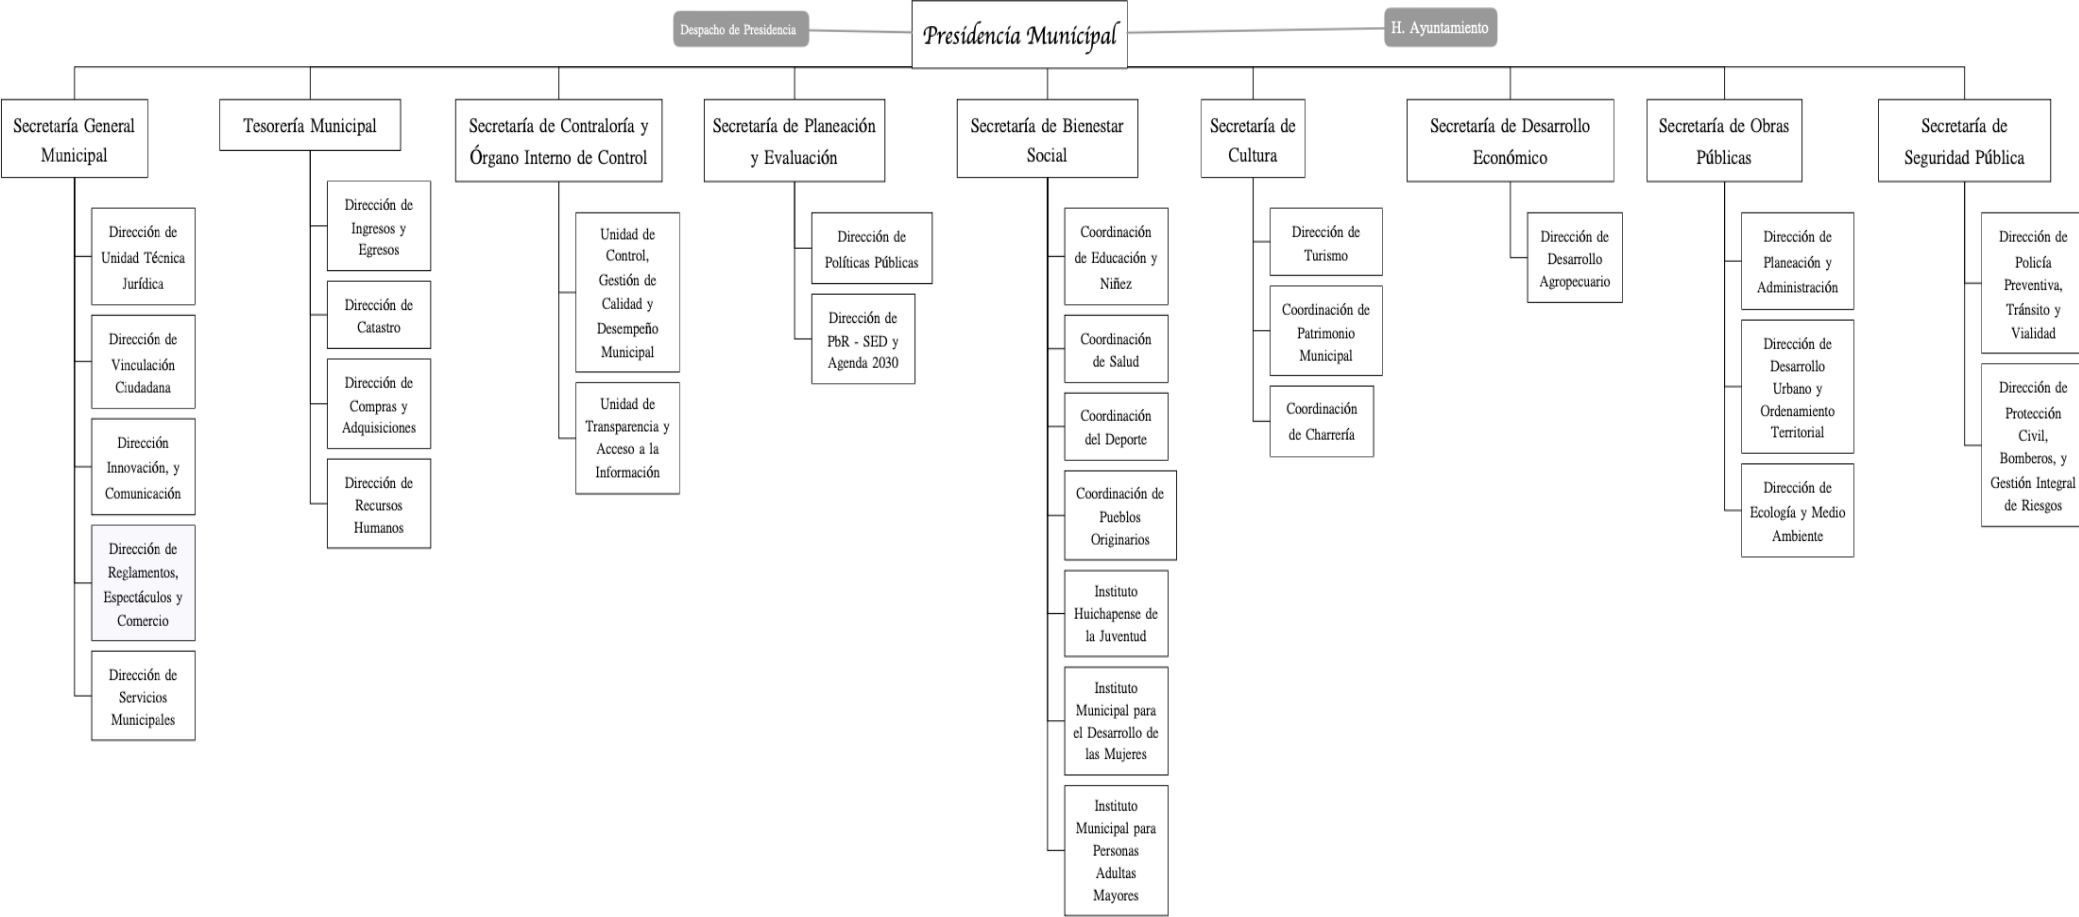 Despacho de Presidencia
Presidencia Municipal
H. Ayuntamiento
Secretaría General
Municipal
Dirección de
Unidad Técnica
Jurídica
Dirección de
Vinculación
Ciudadana
Dirección
Innovación, y
Comunicación
Dirección de
Reglamentos,
Espectáculos y
Comercio
Dirección de
Servicios
Municipales
Tesorería Municipal
Dirección de
Ingresos y
Egresos
Dirección de
Catastro
Dirección de
Compras y
Adquisiciones
Dirección de
Recursos
Humanos
Secretaría de Contraloría y
Órgano Interno de Control
Unidad de
Control,
Gestión de
Calidad y
Desempeño
Municipal
Unidad de
Transparencia y
Acceso a la
Información
Secretaría de Planeación
y Evaluación
Dirección de
Políticas Públicas
Dirección de
PbR - SED y
Agenda 2030
Secretaría de Bienestar
Social
Coordinación
de Educación y
Niñez
Coordinación
de Salud
Coordinación
del Deporte
Coordinación de
Pueblos
Originarios
Instituto
Huichapense de
la Juventud
Instituto
Municipal para
el Desarrollo de
las Mujeres
Instituto
Municipal para
Personas
Adultas
Mayores
Secretaría de
Cultura
Dirección de
Turismo
Coordinación de
Patrimonio
Municipal
Coordinación
de Charrería
Secretaría de Desarrollo
Económico
Dirección de
Desarrollo
Agropecuario
Secretaría de Obras
Públicas
Dirección de
Planeación y
Administración
Dirección de
Desarrollo
Urbano y
Ordenamiento
Territorial
Dirección de
Ecología y Medio
Ambiente
Secretaría de
Seguridad Pública
Dirección de
Policía
Preventiva,
Tránsito y
Vialidad
Dirección de
Protección
Civil,
Bomberos, y
Gestión Integral
de Riesgos